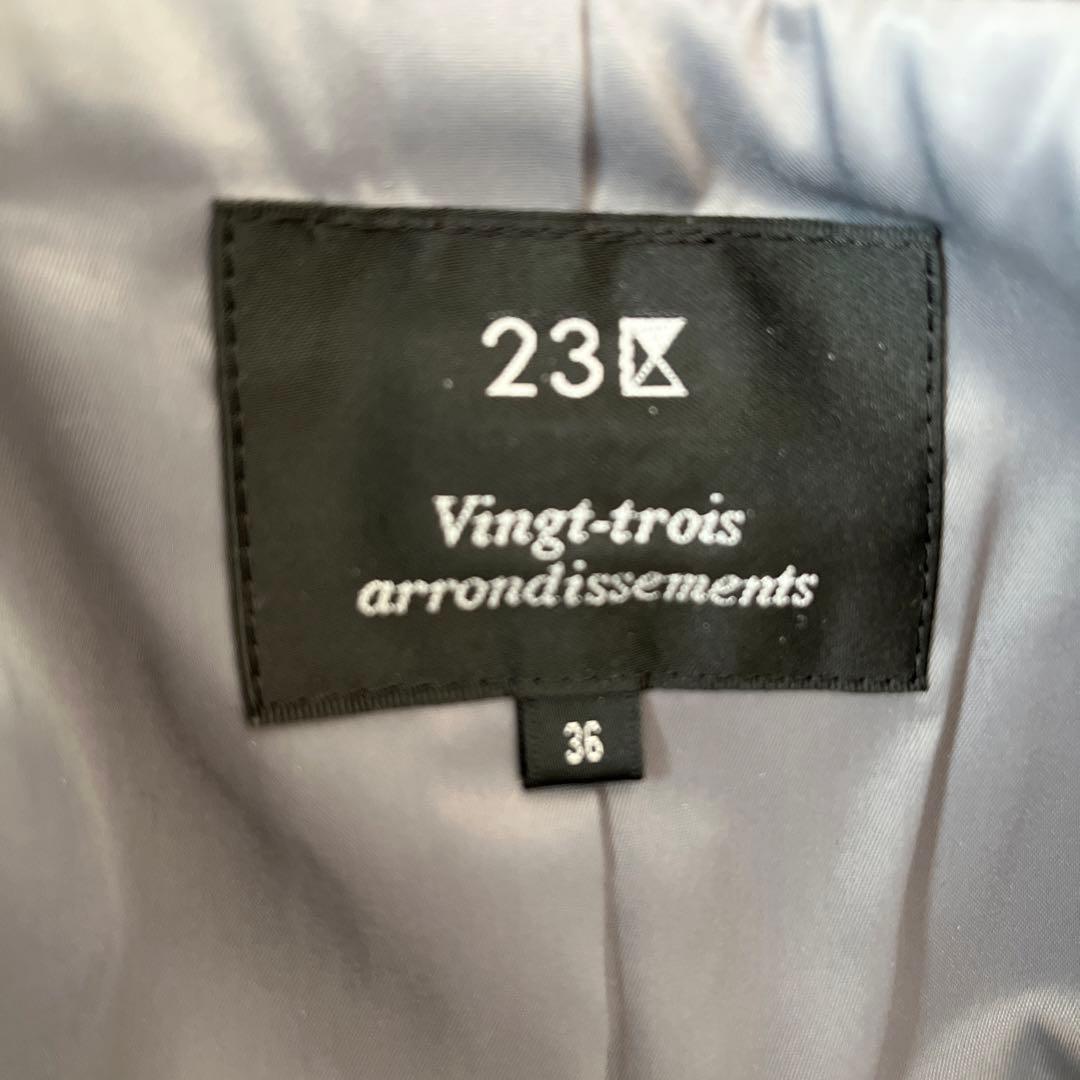 23区
Vingt-trois
arrondissements
36